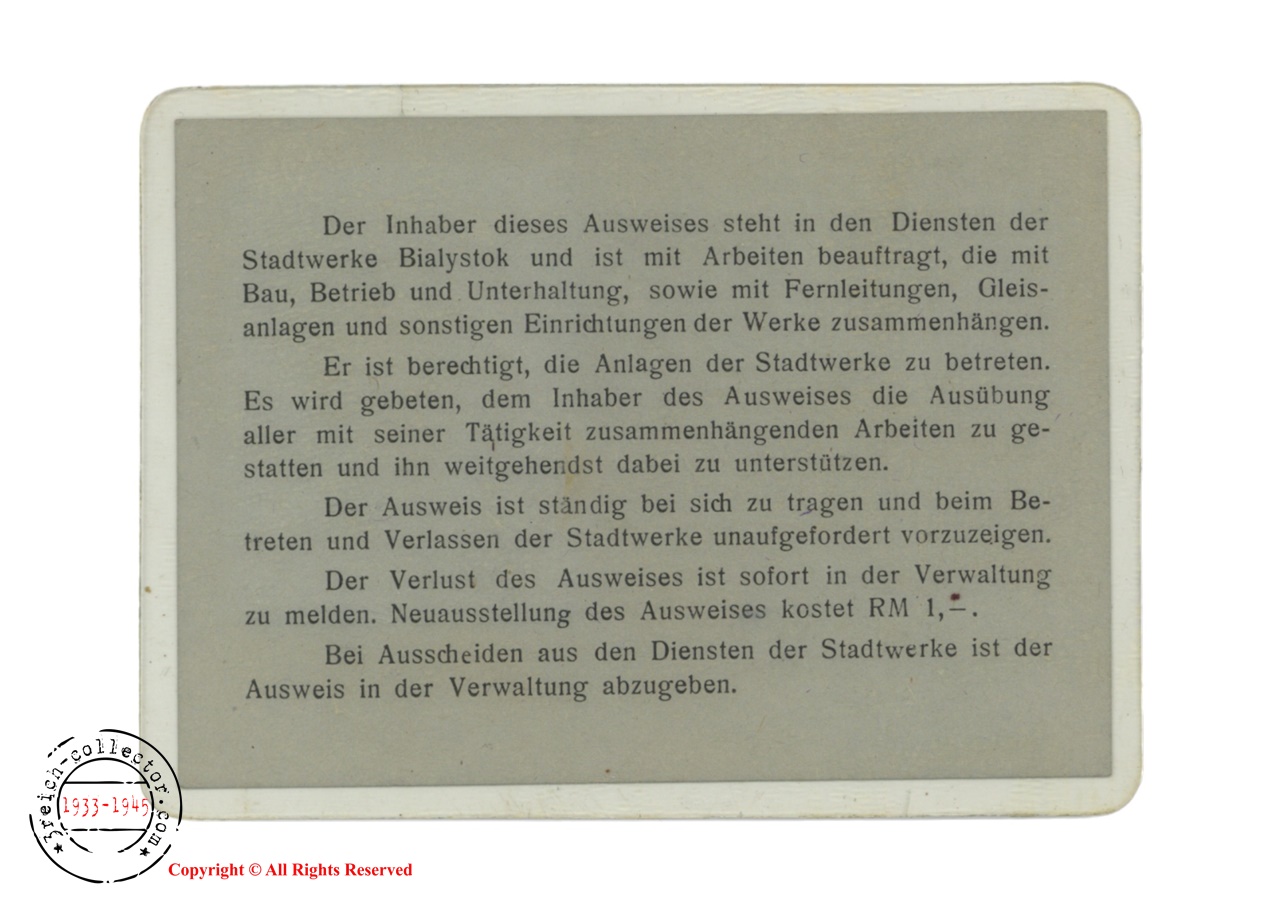 Der Inhaber dieses Ausweises steht in den Diensten der
Stadtwerke Bialystok und ist mit Arbeiten beauftragt, die mit
Bau, Betrieb und Unterhaltung, sowie mit Fernleitungen, Gleis-
anlagen und sonstigen Einrichtungen der Werke zusammenhängen.
Er ist berechtigt, die Anlagen der Stadtwerke zu betreten.
Es wird gebeten, dem Inhaber des Ausweises die Ausübung
aller mit seiner Tätigkeit zusammenhängenden Arbeiten zu ge-
statten und ihn weitgehendst dabei zu unterstützen.
Der Ausweis ist ständig bei sich zu tragen und beim Be-
treten und Verlassen der Stadtwerke unaufgefordert vorzuzeigen.
Der Verlust des Ausweises ist sofort in der Verwaltung
zu melden. Neuausstellung des Ausweises kostet RM 1,–.
Bei Ausscheiden aus den Diensten der Stadtwerke ist der
Ausweis in der Verwaltung abzugeben.
3reich-collector.com
1933-1945
Copyright © All Rights Reserved